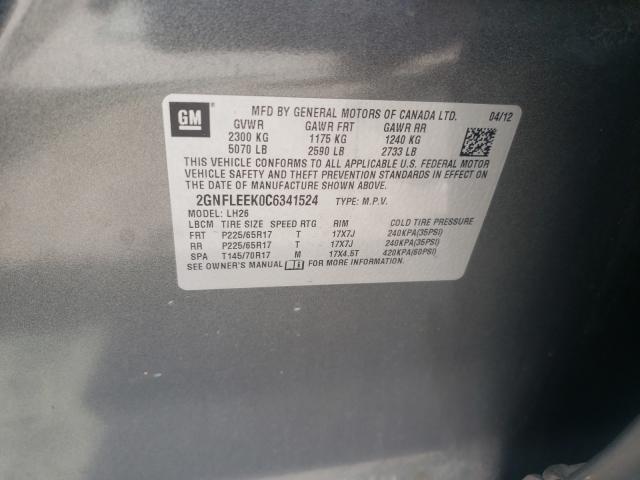 GM
MFD BY GENERAL MOTORS OF CANADA LTD. 04/12
GVWR GAWR FRT GAWR RR
2300 KG 1175 KG 1240 KG
5070 LB 2590 LB 2733 LB
THIS VEHICLE CONFORMS TO ALL APPLICABLE U.S. FEDERAL MOTOR
VEHICLE SAFETY AND THEFT PREVENTION STANDARDS IN EFFECT ON
THE DATE OF MANUFACTURE SHOWN ABOVE.
2GNFLEEK0C6341524 TYPE: M.P.V.
MODEL: LH26
LBCM TIRE SIZE SPEED RTG RIM COLD TIRE PRESSURE
FRT P225/65R17 T 17X7J 240KPA(35PSI)
RR P225/65R17 T 17X7J 240KPA(35PSI)
SPA T145/70R17 M 17X4.5T 420KPA(60PSI)
SEE OWNER'S MANUAL FOR MORE INFORMATION.